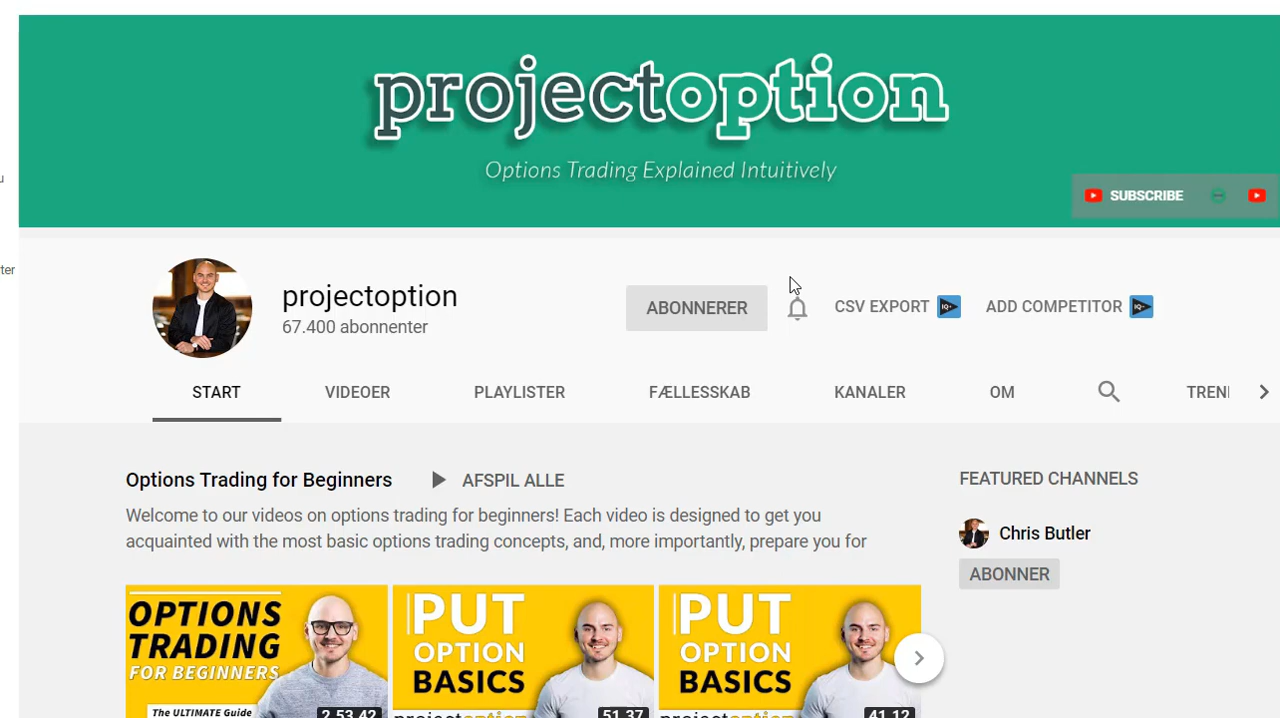 projectoption
Options Trading Explained Intuitively
SUBSCRIBE
projectoption
67.400 abonnenter
ABONNERER
CSV EXPORT
ADD COMPETITOR
START VIDEOER PLAYLISTER FÆLLESSKAB KANALER OM
Options Trading for Beginners
AFSPIL ALLE
Welcome to our videos on options trading for beginners! Each video is designed to get you
acquainted with the most basic options trading concepts, and, more importantly, prepare you for
FEATURED CHANNELS
Chris Butler
ABONNER
OPTIONS
TRADING
FOR BEGINNERS
The ULTIMATE Guide
2.53.42
PUT
OPTION
BASICS
projectoption
51.37
PUT
OPTION
BASICS
projectoption
41.12